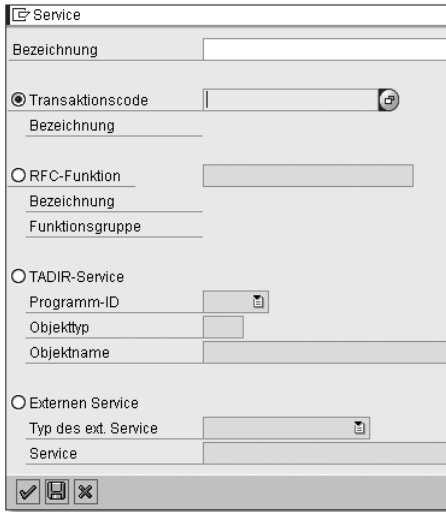 Service
Bezeichnung
Transaktionscode
Bezeichnung
RFC-Funktion
Bezeichnung
Funktionsgruppe
TADIR-Service
Programm-ID
Objekttyp
Objektname
Externen Service
Typ des ext. Service
Service